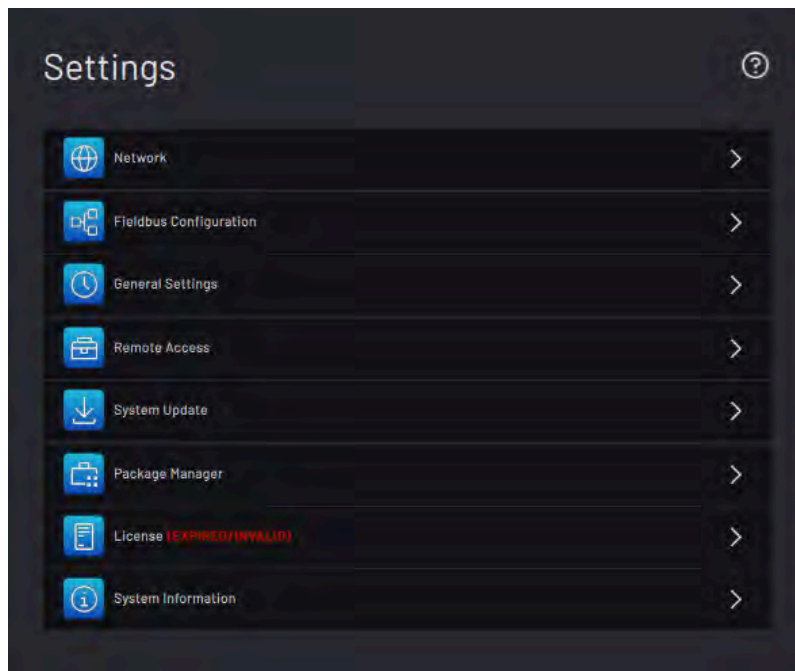 Settings
Network
Fieldbus Configuration
General Settings
Remote Access
System Update
Package Manager
License (EXPIRED/INVALID)
System Information